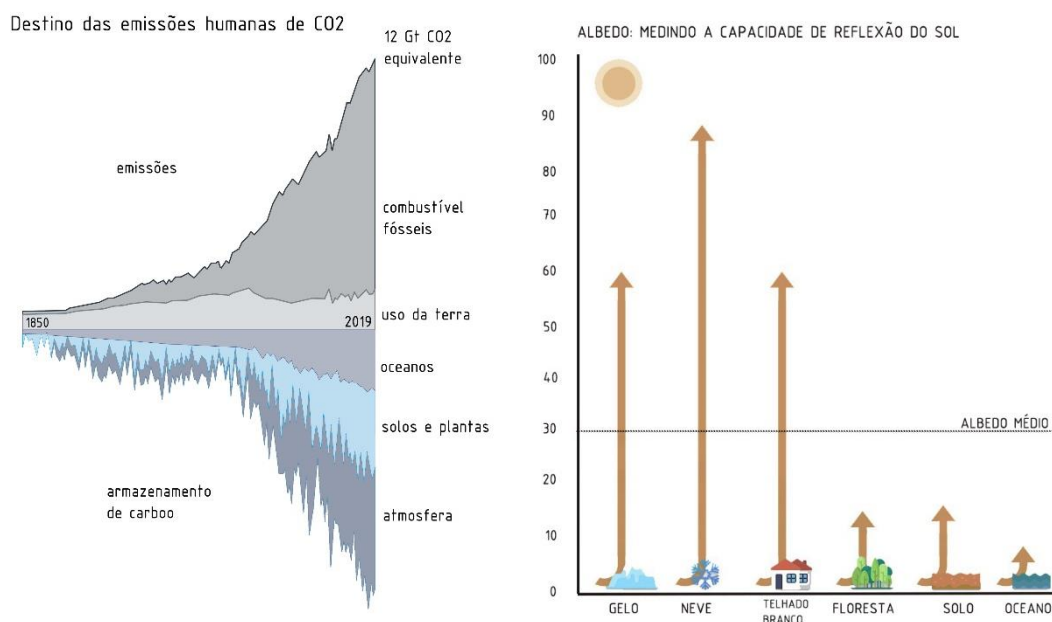 Destino das emissões humanas de CO2
12 Gt CO2
equivalente
emissões
combustível
fósseis
uso da terra
1850
2019
oceanos
solos e plantas
armazenamento
de carboo
atmosfera
ALBEDO: MEDINDO A CAPACIDADE DE REFLEXÃO DO SOL
100
90
80
70
60
50
40
30
20
10
0
ALBEDO MÉDIO
GELO
NEVE
TELHADO
BRANCO
FLORESTA
SOLO
OCEANO